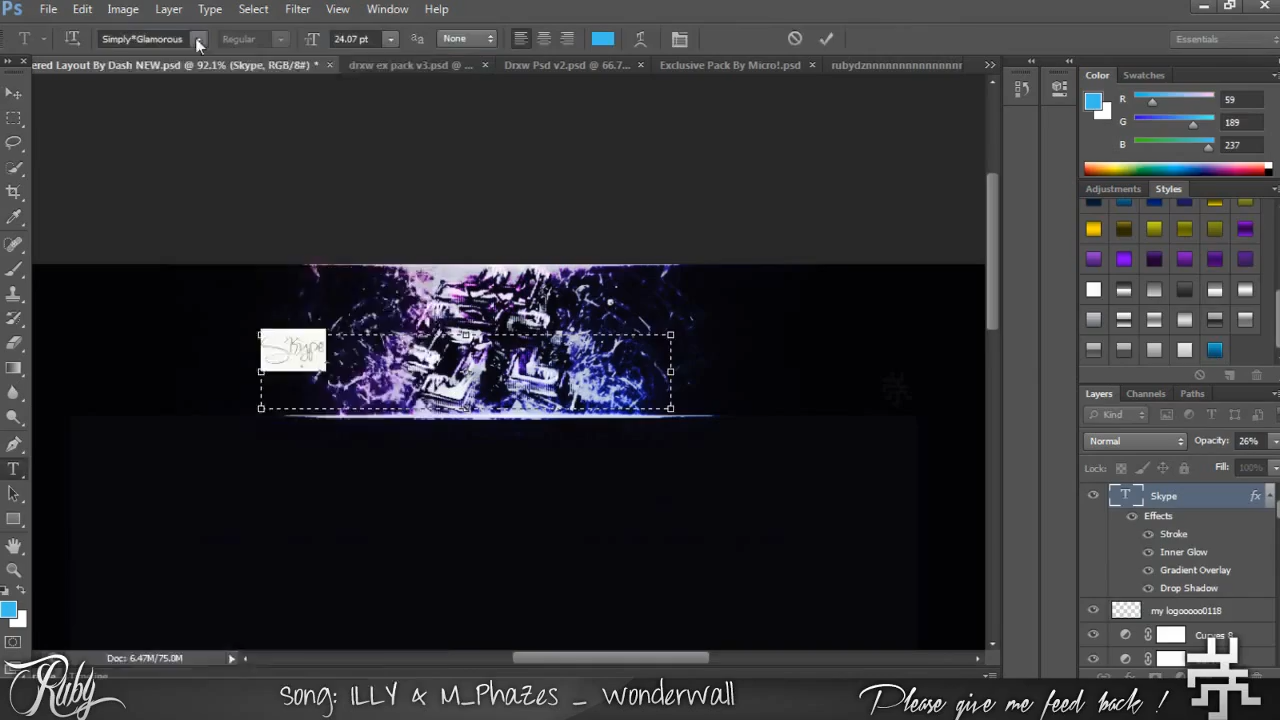 Ps File Edit Image Layer Type Select Filter View Window Help
T Simply*Glamorous Regular 24.07 pt None Essentials
ered Layout By Dash NEW.psd @ 92.1% (Skype, RGB/8#) * × drxw ex pack v3.psd @ ... × Drxw Psd v2.psd @ 66.7... × Exclusive Pack By Micro!.psd × rubydznnnnnnnnnnnnnnnnn
Color Swatches
R 59
G 189
B 237
Adjustments Styles
Skype
Layers Channels Paths
Kind
Normal Opacity: 26%
Lock: Fill: 100%
T Skype fx
Effects
Stroke
Inner Glow
Gradient Overlay
Drop Shadow
my logooooo0118
Curves 8
Doc: 6.47M/75.0M
Ruby song: ILLY & M_Phazes _ wonderwall Please give me feed back !